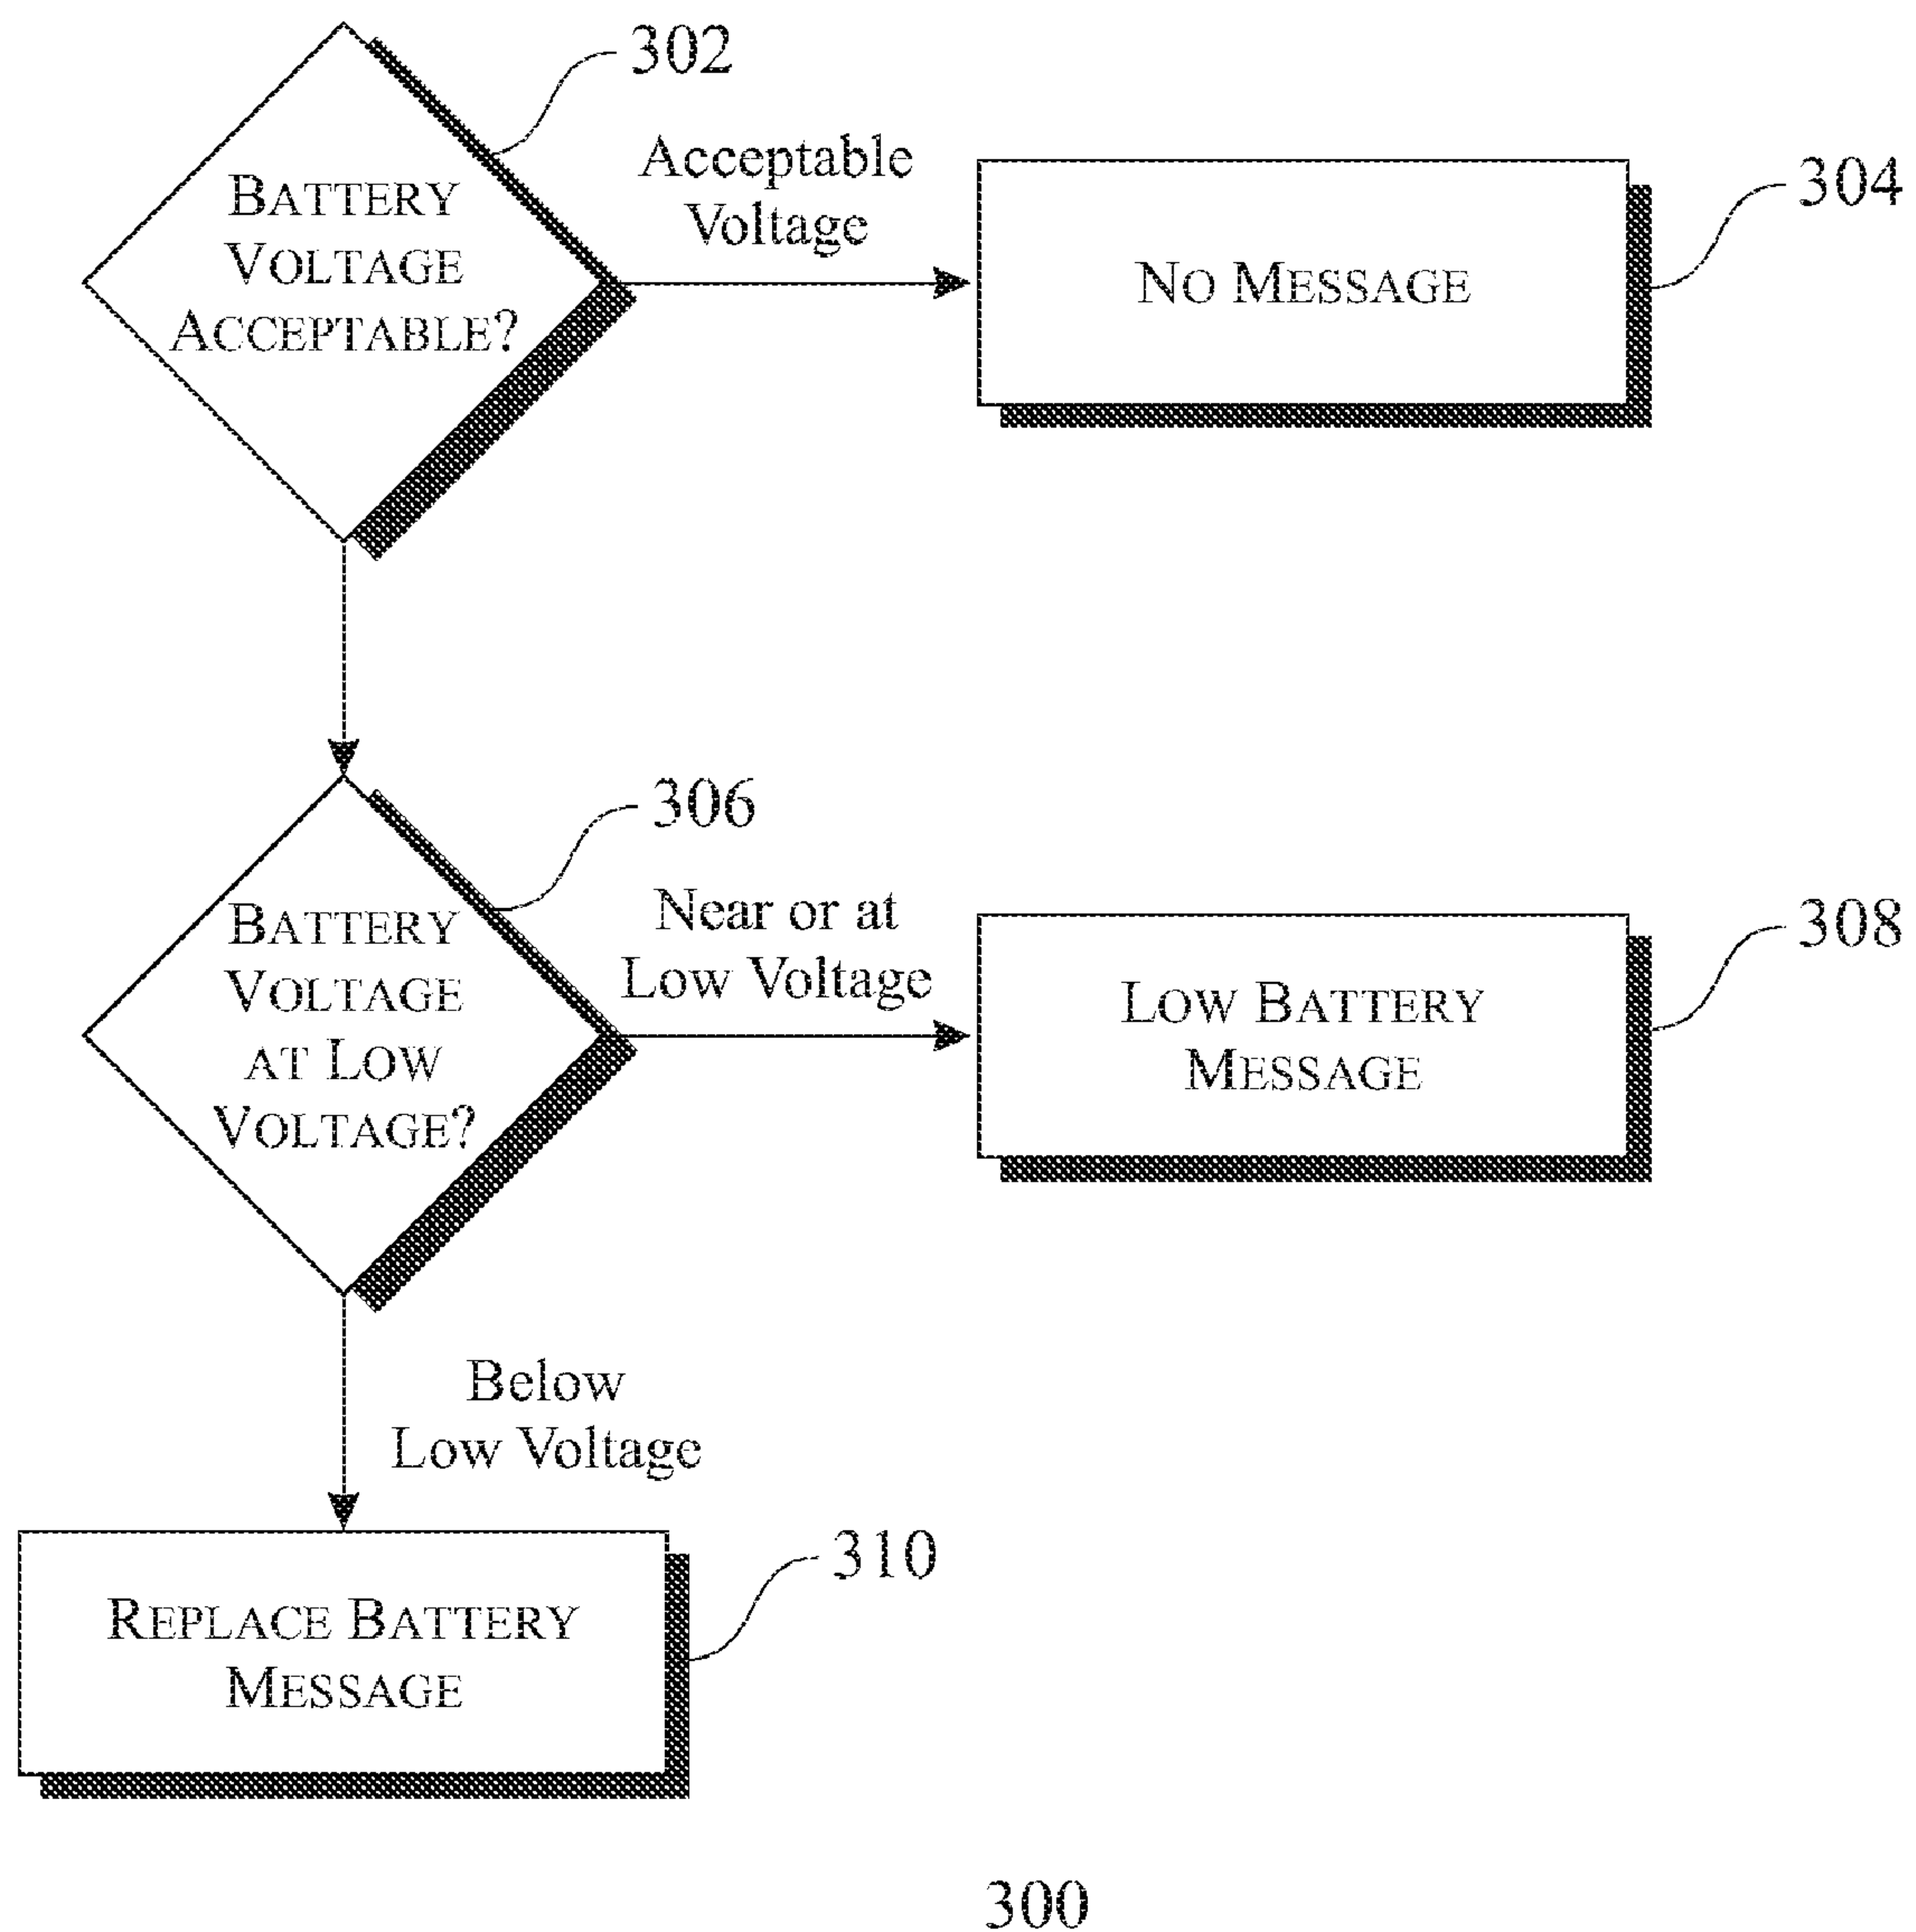 302
BATTERY
VOLTAGE
ACCEPTABLE?
Acceptable
Voltage
NO MESSAGE
304
306
BATTERY
VOLTAGE
AT LOW
VOLTAGE?
Near or at
Low Voltage
LOW BATTERY
MESSAGE
308
Below
Low Voltage
REPLACE BATTERY
MESSAGE
310
300